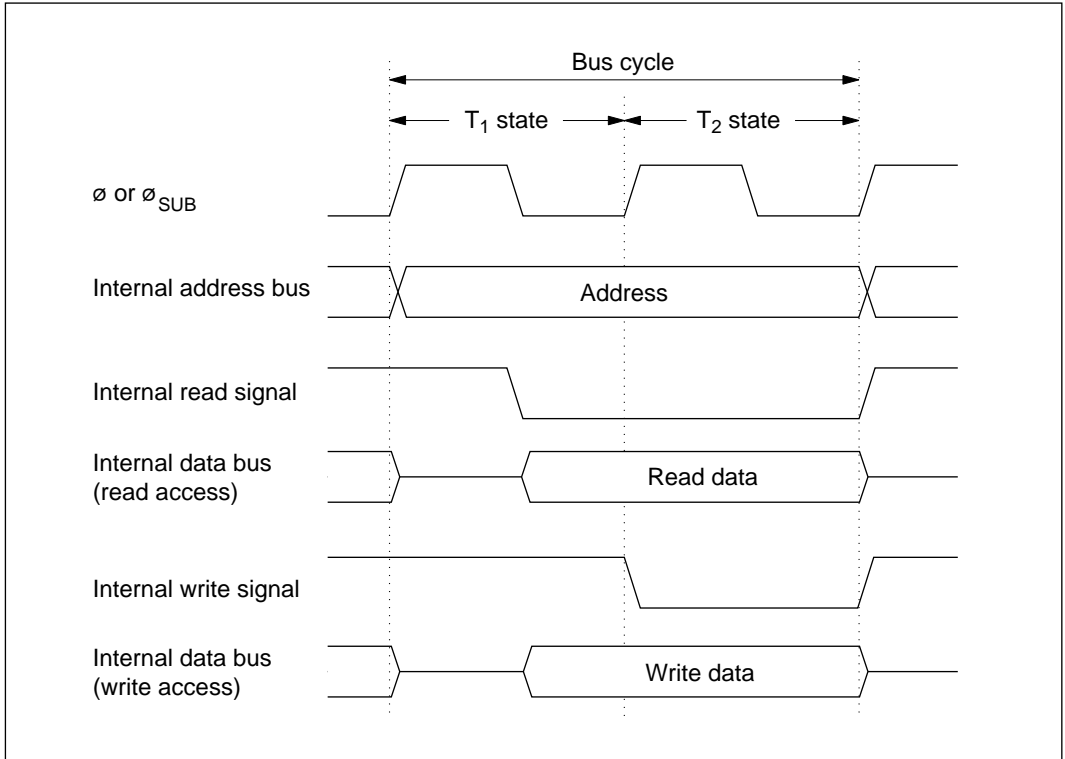 Bus cycle
T1 state
T2 state
ø or øSUB
Internal address bus
Address
Internal read signal
Internal data bus
(read access)
Read data
Internal write signal
Internal data bus
(write access)
Write data